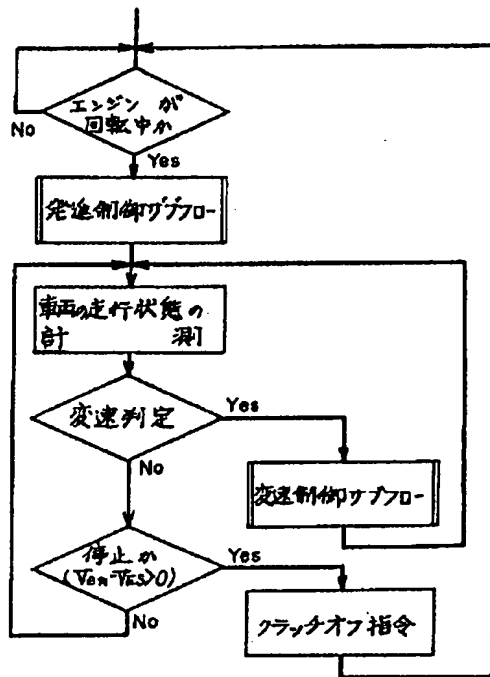 エンジン が
回転中か
No
Yes
発進制御サブフロー
車両の走行状態の
計 測
変速判定
Yes
No
変速制御サブフロー
停止か
Yes
No
クラッチオフ指令